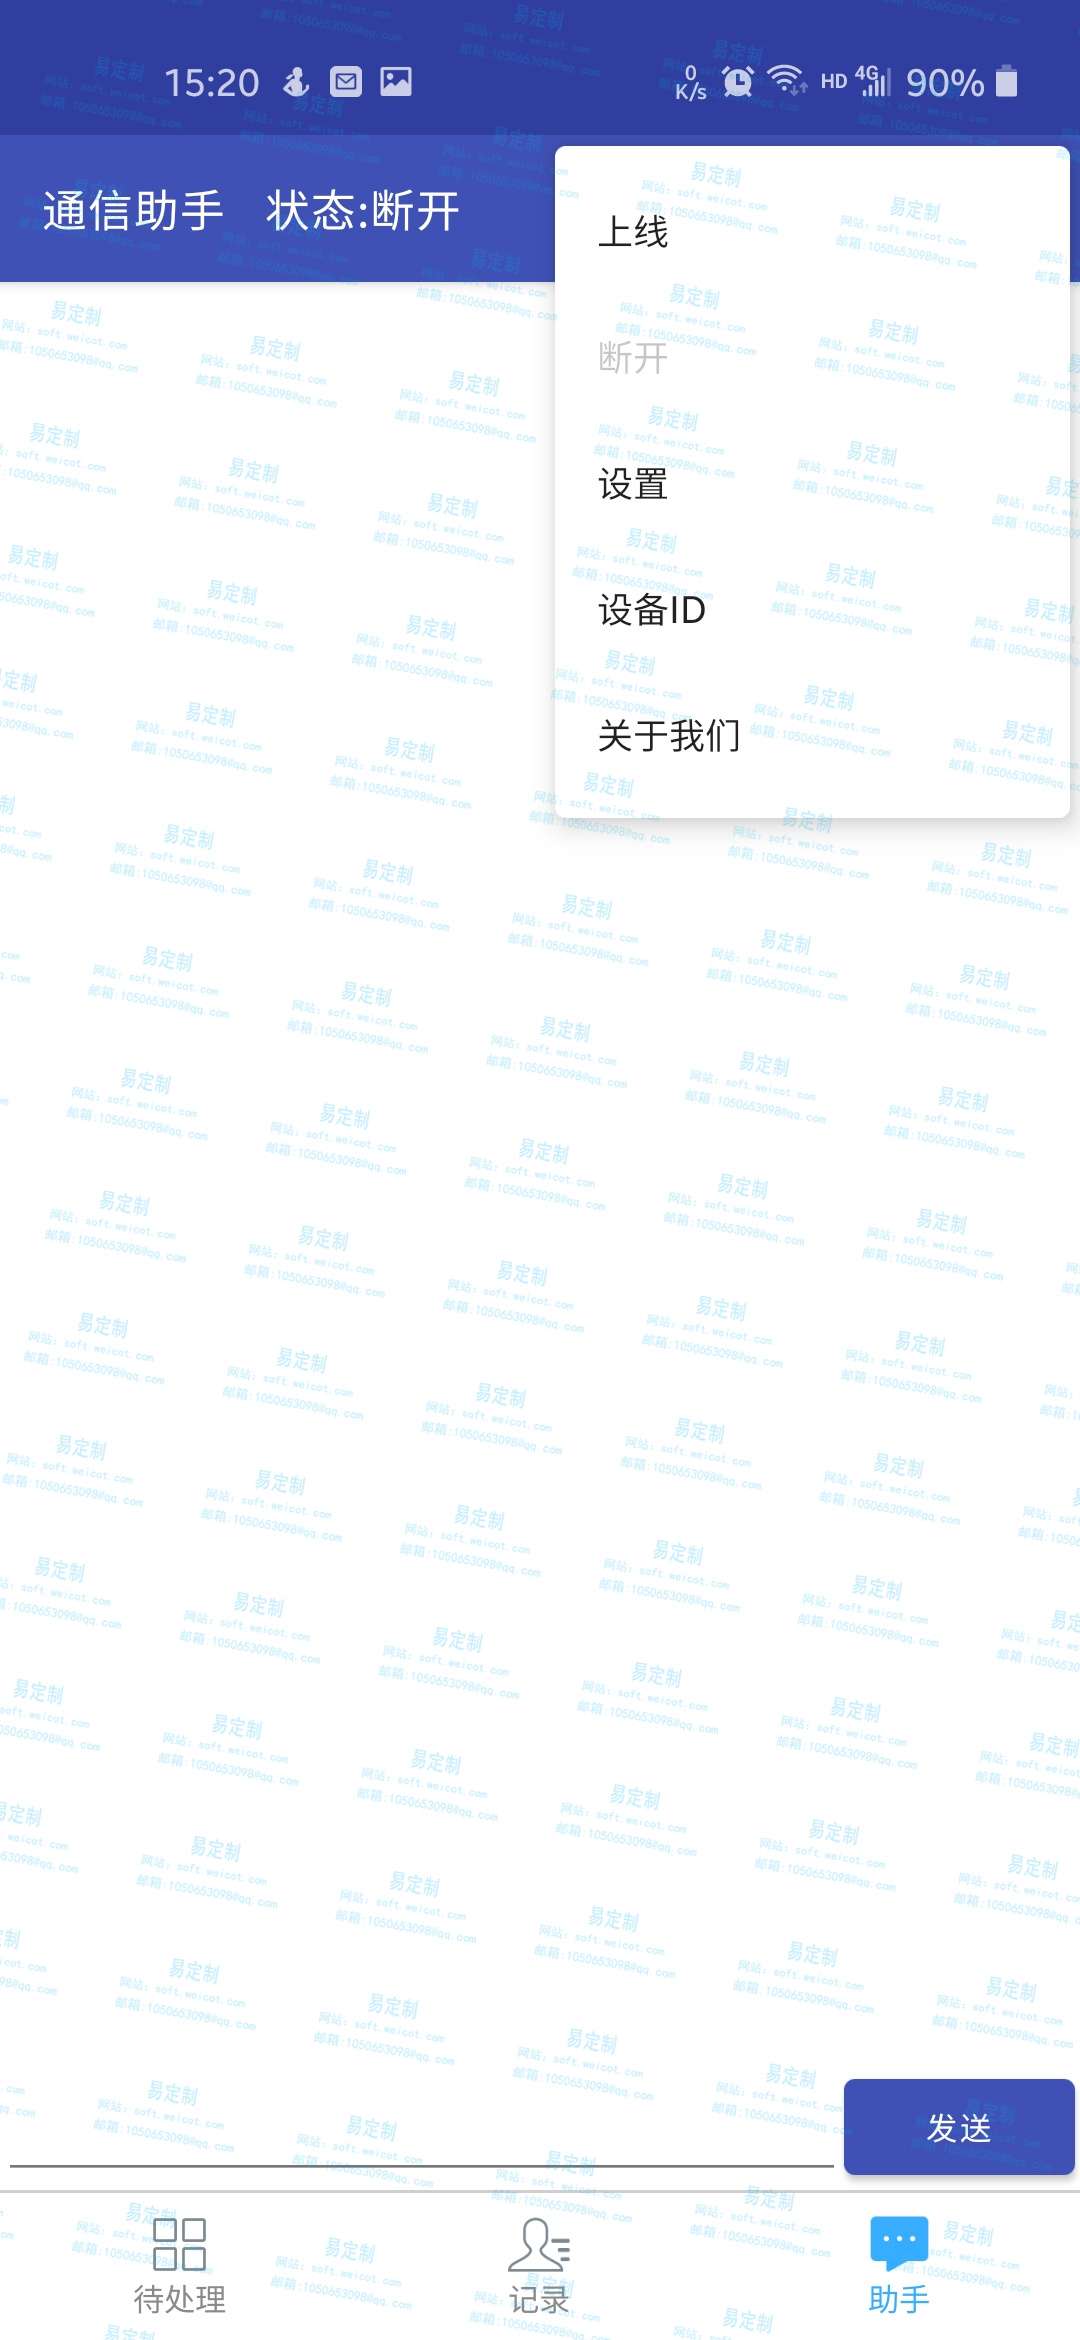 15:20
0
K/s
HD
4G
90%
通信助手 状态:断开
上线
断开
设置
设备ID
关于我们
易定制
网站: soft.weicot.com
邮箱:1050653098@qq.com
发送
待处理
记录
助手